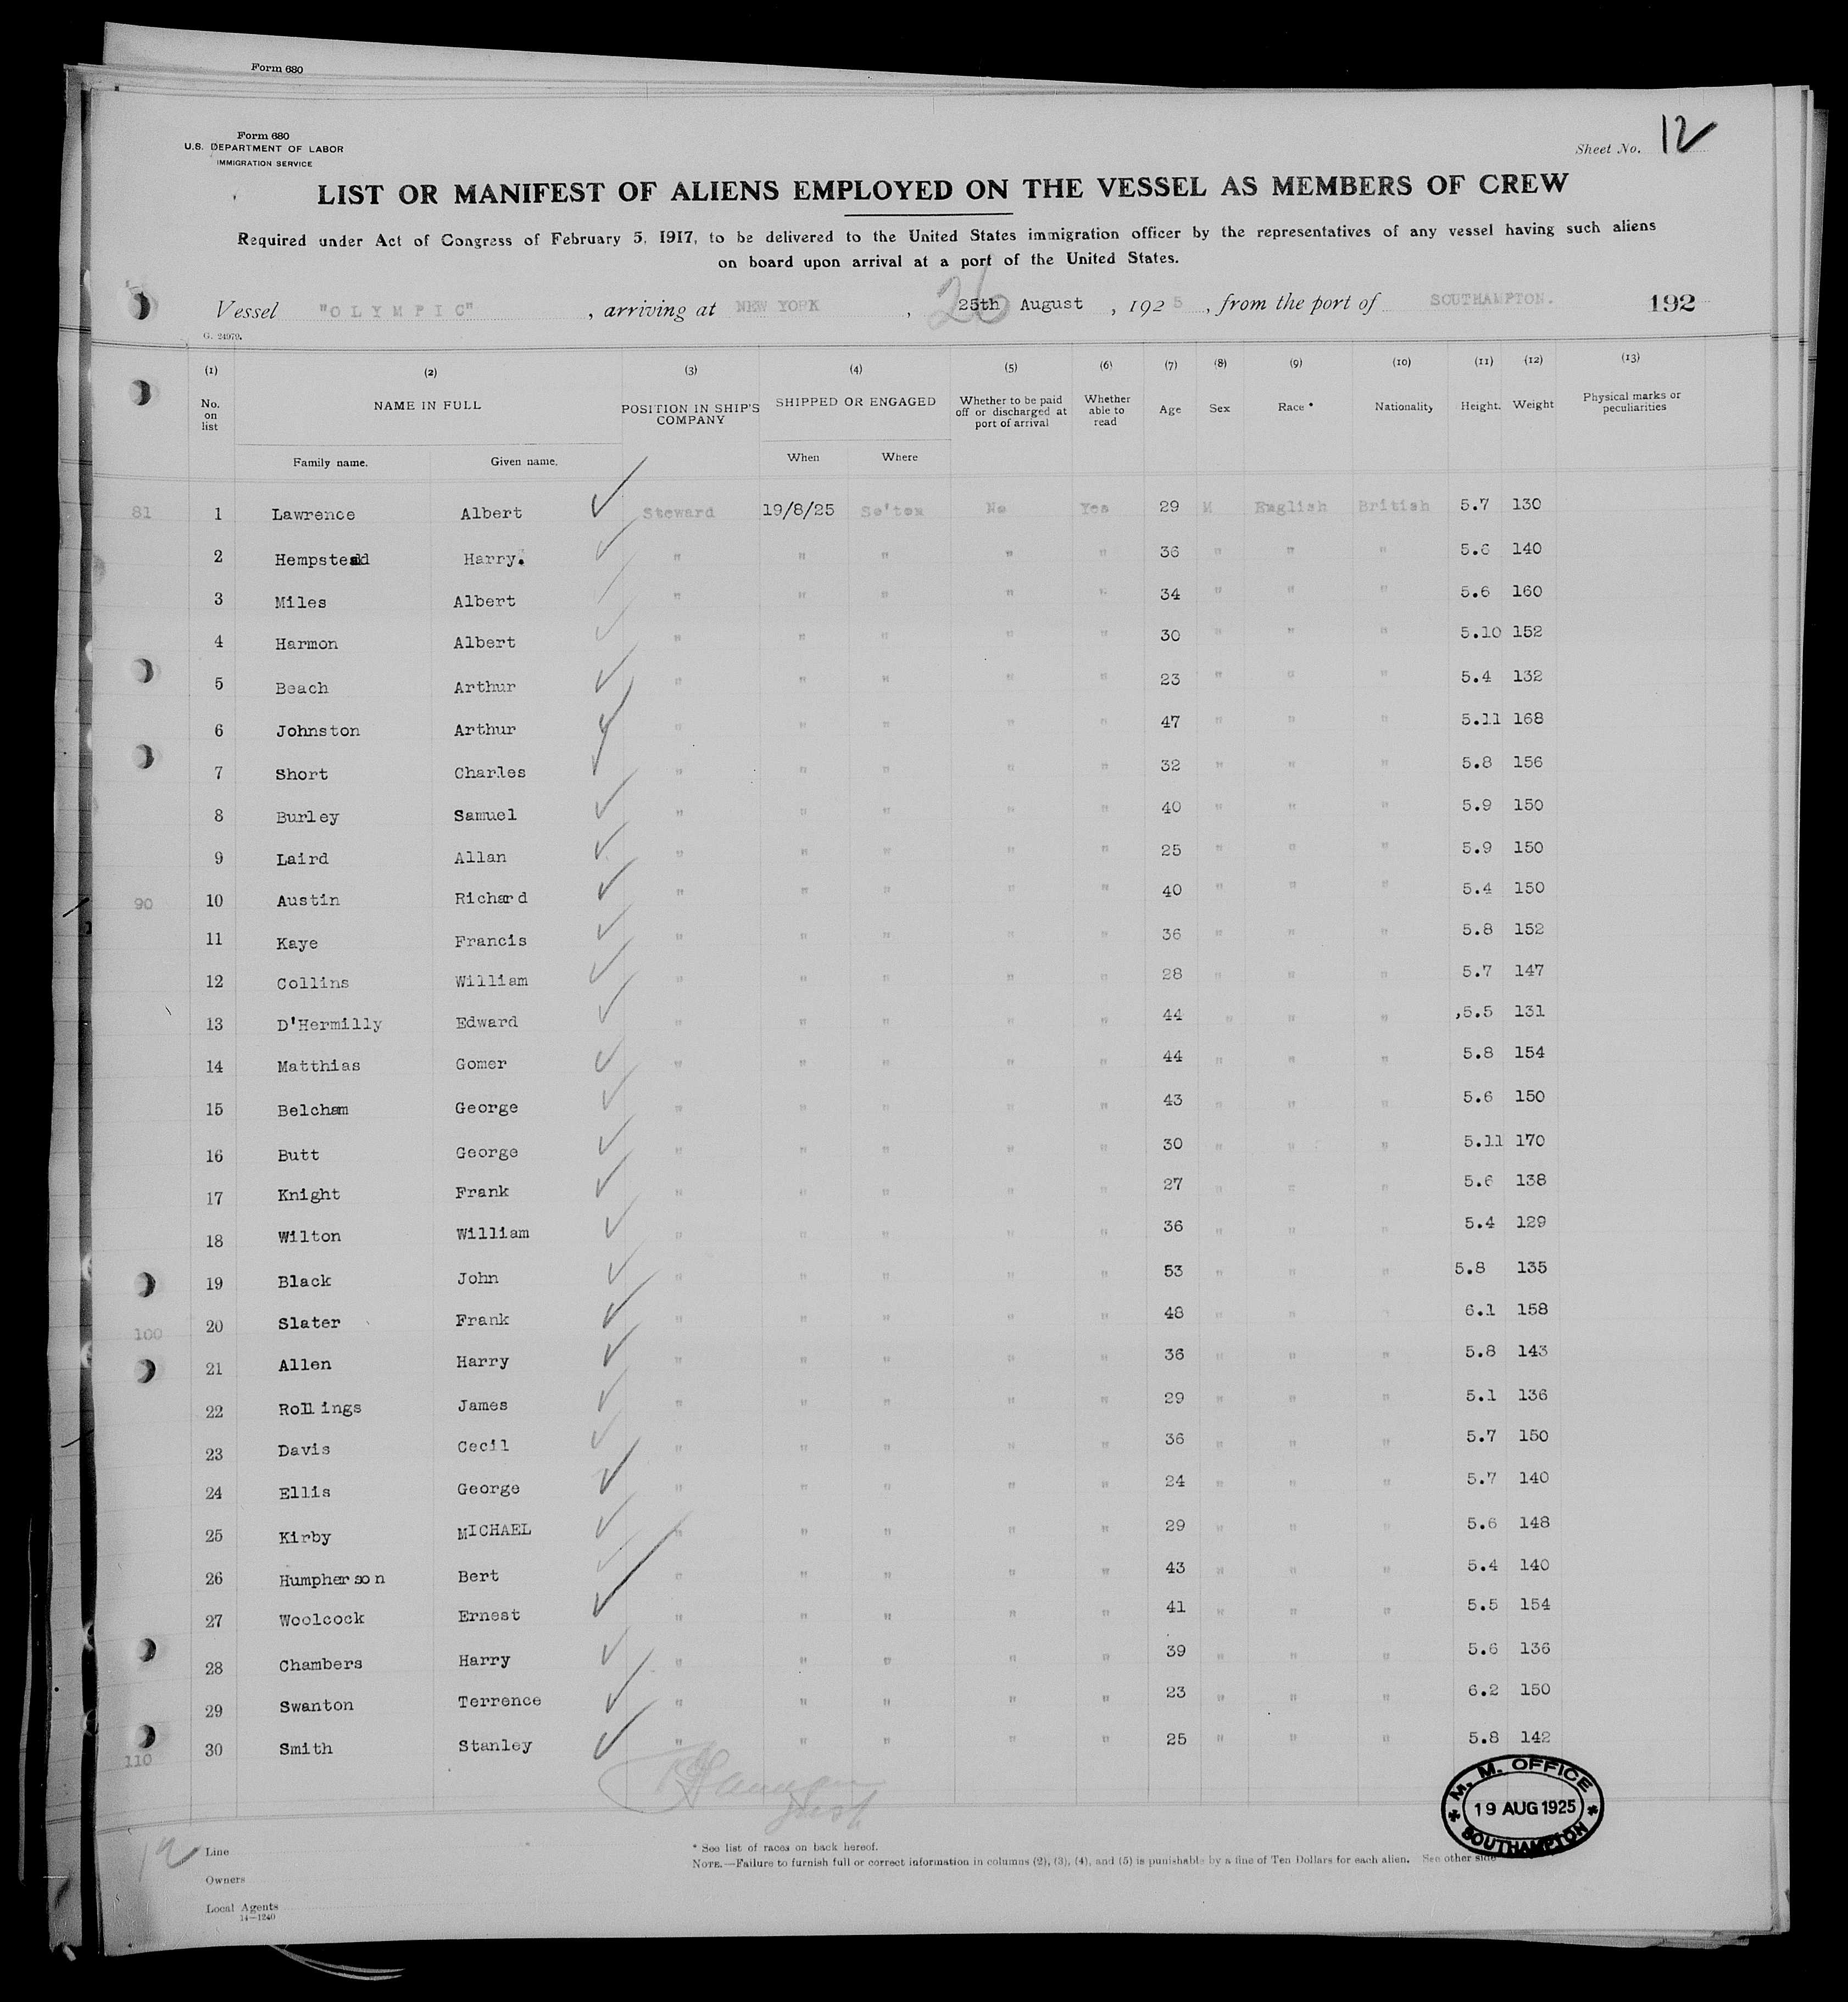 Form 680
Form 680
U.S. DEPARTMENT OF LABOR
IMMIGRATION SERVICE
Sheet No. 12
LIST OR MANIFEST OF ALIENS EMPLOYED ON THE VESSEL AS MEMBERS OF CREW
Required under Act of Congress of February 5, 1917, to be delivered to the United States immigration officer by the representatives of any vessel having such aliens
on board upon arrival at a port of the United States.
Vessel "OLYMPIC" , arriving at NEW YORK , 25th 26 August , 1925 , from the port of SOUTHAMPTON. 192
G. 24970.
(1) (2) (3) (4) (5) (6) (7) (8) (9) (10) (11) (12) (13)
No. on list NAME IN FULL POSITION IN SHIP'S COMPANY SHIPPED OR ENGAGED Whether to be paid off or discharged at port of arrival Whether able to read Age Sex Race * Nationality Height. Weight Physical marks or peculiarities
Family name. Given name. When Where
81 1 Lawrence Albert Steward 19/8/25 So'ton No Yes 29 M English British 5.7 130
2 Hempstead Harry. " " " " " 36 " " " 5.6 140
3 Miles Albert " " " " " 34 " " " 5.6 160
4 Harmon Albert " " " " " 30 " " " 5.10 152
5 Beach Arthur " " " " " 23 " " " 5.4 132
6 Johnston Arthur " " " " " 47 " " " 5.11 168
7 Short Charles " " " " " 32 " " " 5.8 156
8 Burley Samuel " " " " " 40 " " " 5.9 150
9 Laird Allan " " " " " 25 " " " 5.9 150
90 10 Austin Richard " " " " " 40 " " " 5.4 150
11 Kaye Francis " " " " " 36 " " " 5.8 152
12 Collins William " " " " " 28 " " " 5.7 147
13 D'Hermilly Edward " " " " " 44 " " " ,5.5 131
14 Matthias Gomer " " " " " 44 " " " 5.8 154
15 Belcham George " " " " " 43 " " " 5.6 150
16 Butt George " " " " " 30 " " " 5.11 170
17 Knight Frank " " " " " 27 " " " 5.6 138
18 Wilton William " " " " " 36 " " " 5.4 129
19 Black John " " " " " 53 " " " 5.8 135
100 20 Slater Frank " " " " " 48 " " " 6.1 158
21 Allen Harry " " " " " 36 " " " 5.8 143
22 Rollings James " " " " " 29 " " " 5.1 136
23 Davis Cecil " " " " " 36 " " " 5.7 150
24 Ellis George " " " " " 24 " " " 5.7 140
25 Kirby MICHAEL " " " " " 29 " " " 5.6 148
26 Humpherson Bert " " " " " 43 " " " 5.4 140
27 Woolcock Ernest " " " " " 41 " " " 5.5 154
28 Chambers Harry " " " " " 39 " " " 5.6 136
29 Swanton Terrence " " " " " 23 " " " 6.2 150
110 30 Smith Stanley " " " " " 25 " " " 5.8 142
M. M. OFFICE
19 AUG 1925
SOUTHAMPTON
12
Line
Owners
Local Agents
14—1240
* See list of races on back hereof.
NOTE.—Failure to furnish full or correct information in columns (2), (3), (4), and (5) is punishable by a fine of Ten Dollars for each alien. See other side